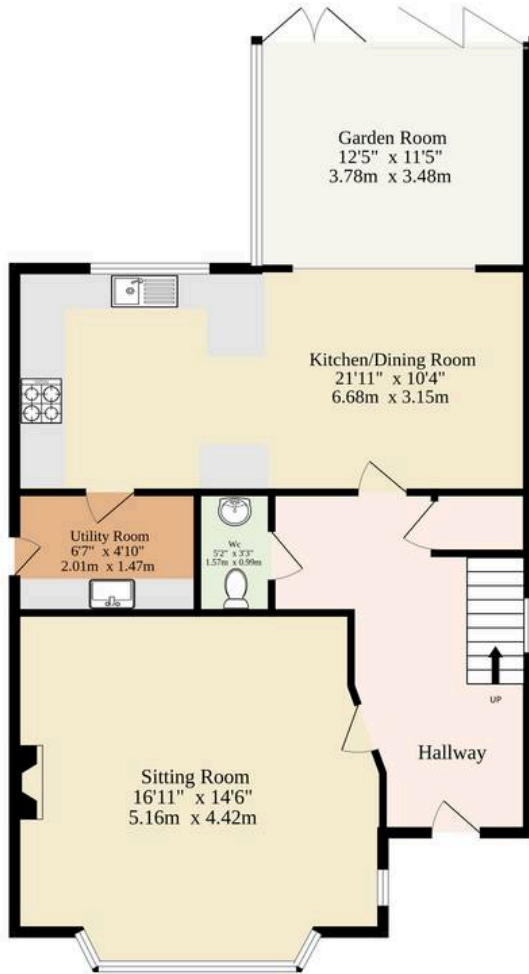 Garden Room
12'5" x 11'5"
3.78m x 3.48m
Kitchen/Dining Room
21'11" x 10'4"
6.68m x 3.15m
Utility Room
6'7" x 4'10"
2.01m x 1.47m
Wc
5'2" x 3'3"
1.57m x 0.99m
UP
Hallway
Sitting Room
16'11" x 14'6"
5.16m x 4.42m